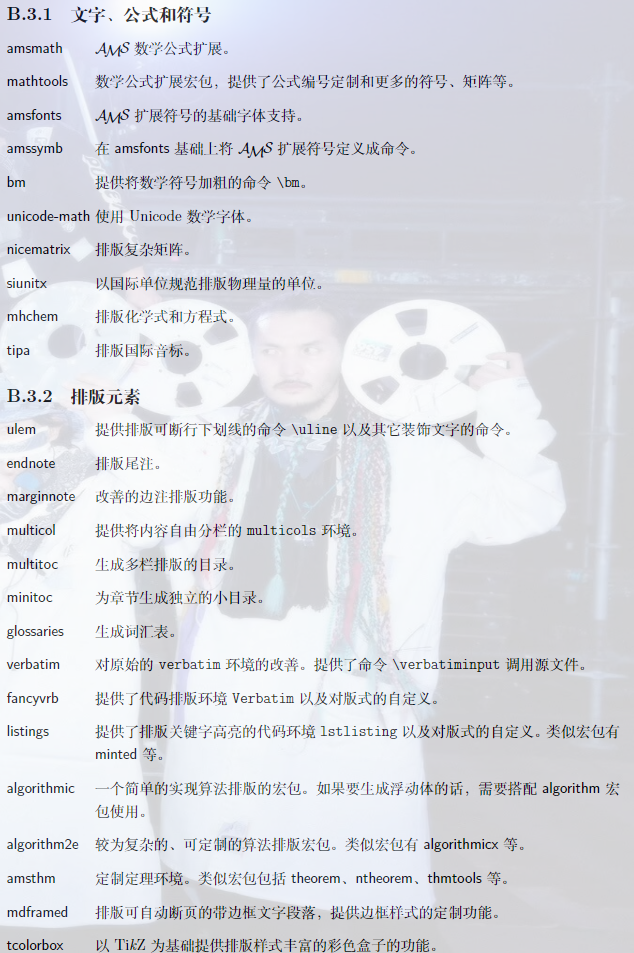 B.3.1 文字、公式和符号
amsmath AMS 数学公式扩展。
mathtools 数学公式扩展宏包，提供了公式编号定制和更多的符号、矩阵等。
amsfonts AMS 扩展符号的基础字体支持。
amssymb 在 amsfonts 基础上将 AMS 扩展符号定义成命令。
bm 提供将数学符号加粗的命令 \bm。
unicode-math 使用 Unicode 数学字体。
nicematrix 排版复杂矩阵。
siunitx 以国际单位规范排版物理量的单位。
mhchem 排版化学式和方程式。
tipa 排版国际音标。
B.3.2 排版元素
ulem 提供排版可断行下划线的命令 \uline 以及其它装饰文字的命令。
endnote 排版尾注。
marginnote 改善的边注排版功能。
multicol 提供将内容自由分栏的 multicols 环境。
multitoc 生成多栏排版的目录。
minitoc 为章节生成独立的小目录。
glossaries 生成词汇表。
verbatim 对原始的 verbatim 环境的改善。提供了命令 \verbatiminput 调用源文件。
fancyvrb 提供了代码排版环境 Verbatim 以及对版式的自定义。
listings 提供了排版关键字高亮的代码环境 lstlisting 以及对版式的自定义。类似宏包有
minted 等。
algorithmic 一个简单的实现算法排版的宏包。如果要生成浮动体的话，需要搭配 algorithm 宏
包使用。
algorithm2e 较为复杂的、可定制的算法排版宏包。类似宏包有 algorithmicx 等。
amsthm 定制定理环境。类似宏包包括 theorem、ntheorem、thmtools 等。
mdframed 排版可自动断页的带边框文字段落，提供边框样式的定制功能。
tcolorbox 以 TikZ 为基础提供排版样式丰富的彩色盒子的功能。